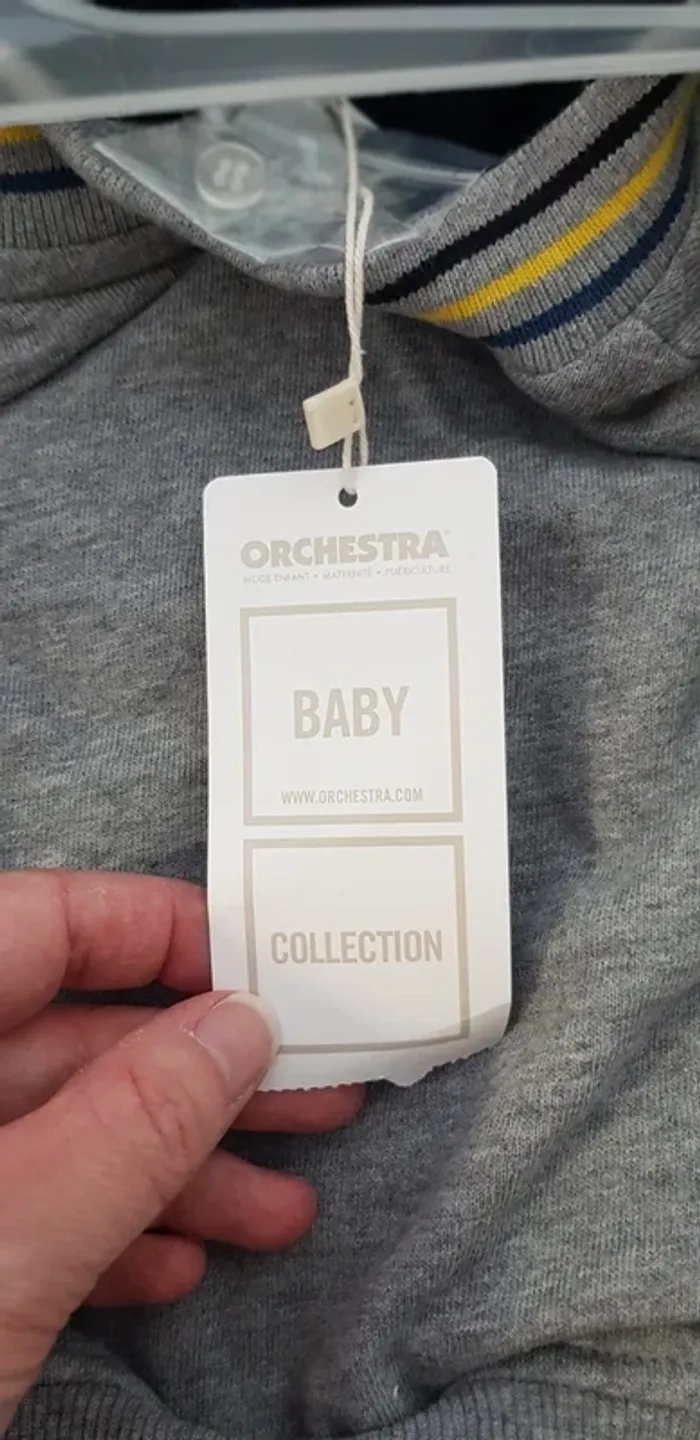 ORCHESTRA®
MODE ENFANT • MATERNITÉ • PUÉRICULTURE
BABY
WWW.ORCHESTRA.COM
COLLECTION